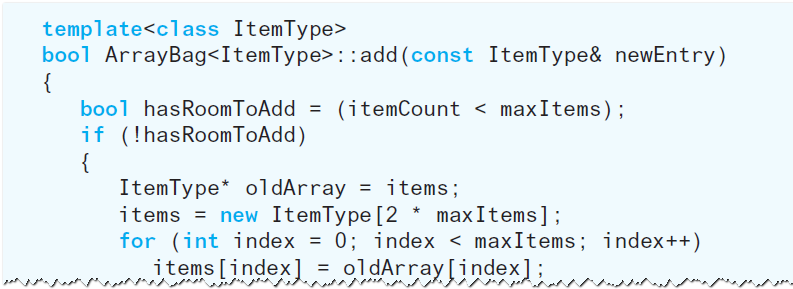 template<class ItemType>
bool ArrayBag<ItemType>::add(const ItemType& newEntry)
{
bool hasRoomToAdd = (itemCount < maxItems);
if (!hasRoomToAdd)
{
ItemType* oldArray = items;
items = new ItemType[2 * maxItems];
for (int index = 0; index < maxItems; index++)
items[index] = oldArray[index];